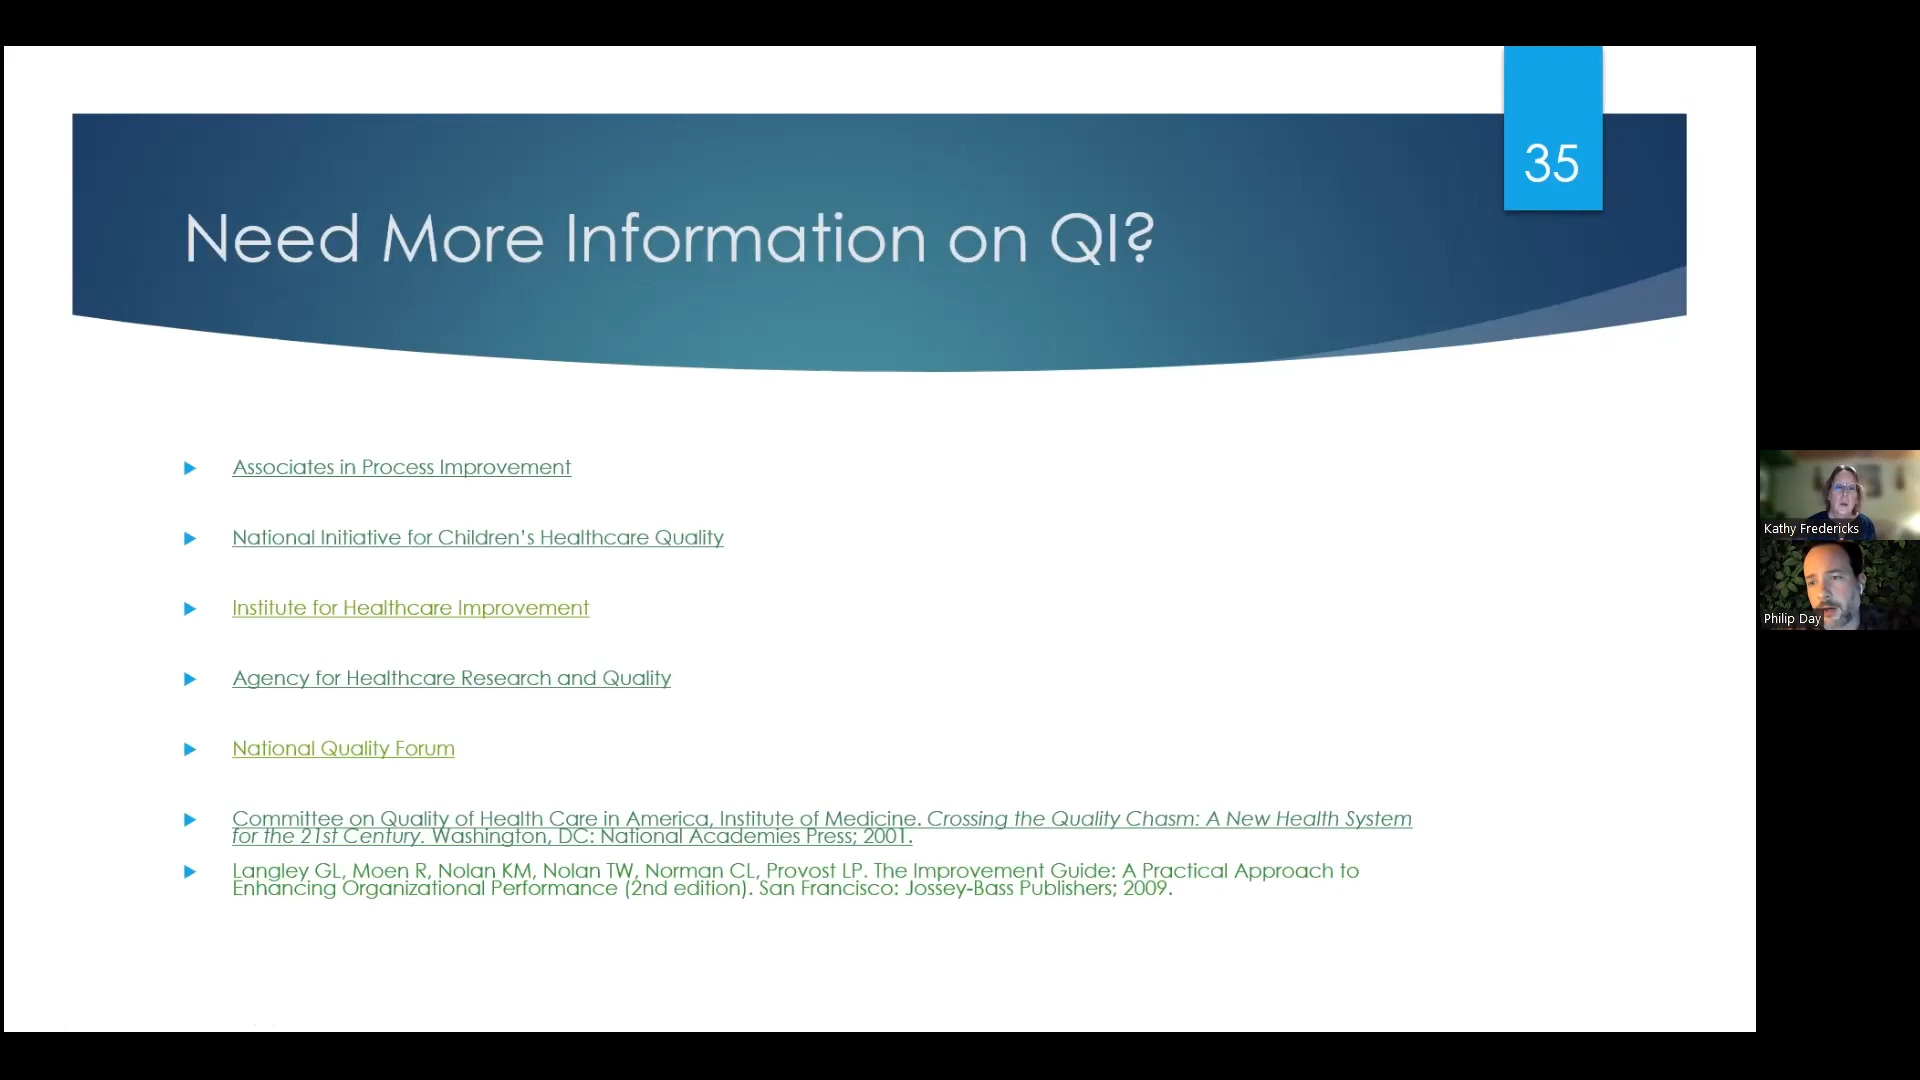 35
Need More Information on QI?
Associates in Process Improvement
National Initiative for Children’s Healthcare Quality
Institute for Healthcare Improvement
Agency for Healthcare Research and Quality
National Quality Forum
Committee on Quality of Health Care in America, Institute of Medicine. Crossing the Quality Chasm: A New Health System
for the 21st Century. Washington, DC: National Academies Press; 2001.
Langley GL, Moen R, Nolan KM, Nolan TW, Norman CL, Provost LP. The Improvement Guide: A Practical Approach to
Enhancing Organizational Performance (2nd edition). San Francisco: Jossey-Bass Publishers; 2009.
Kathy Fredericks
Philip Day